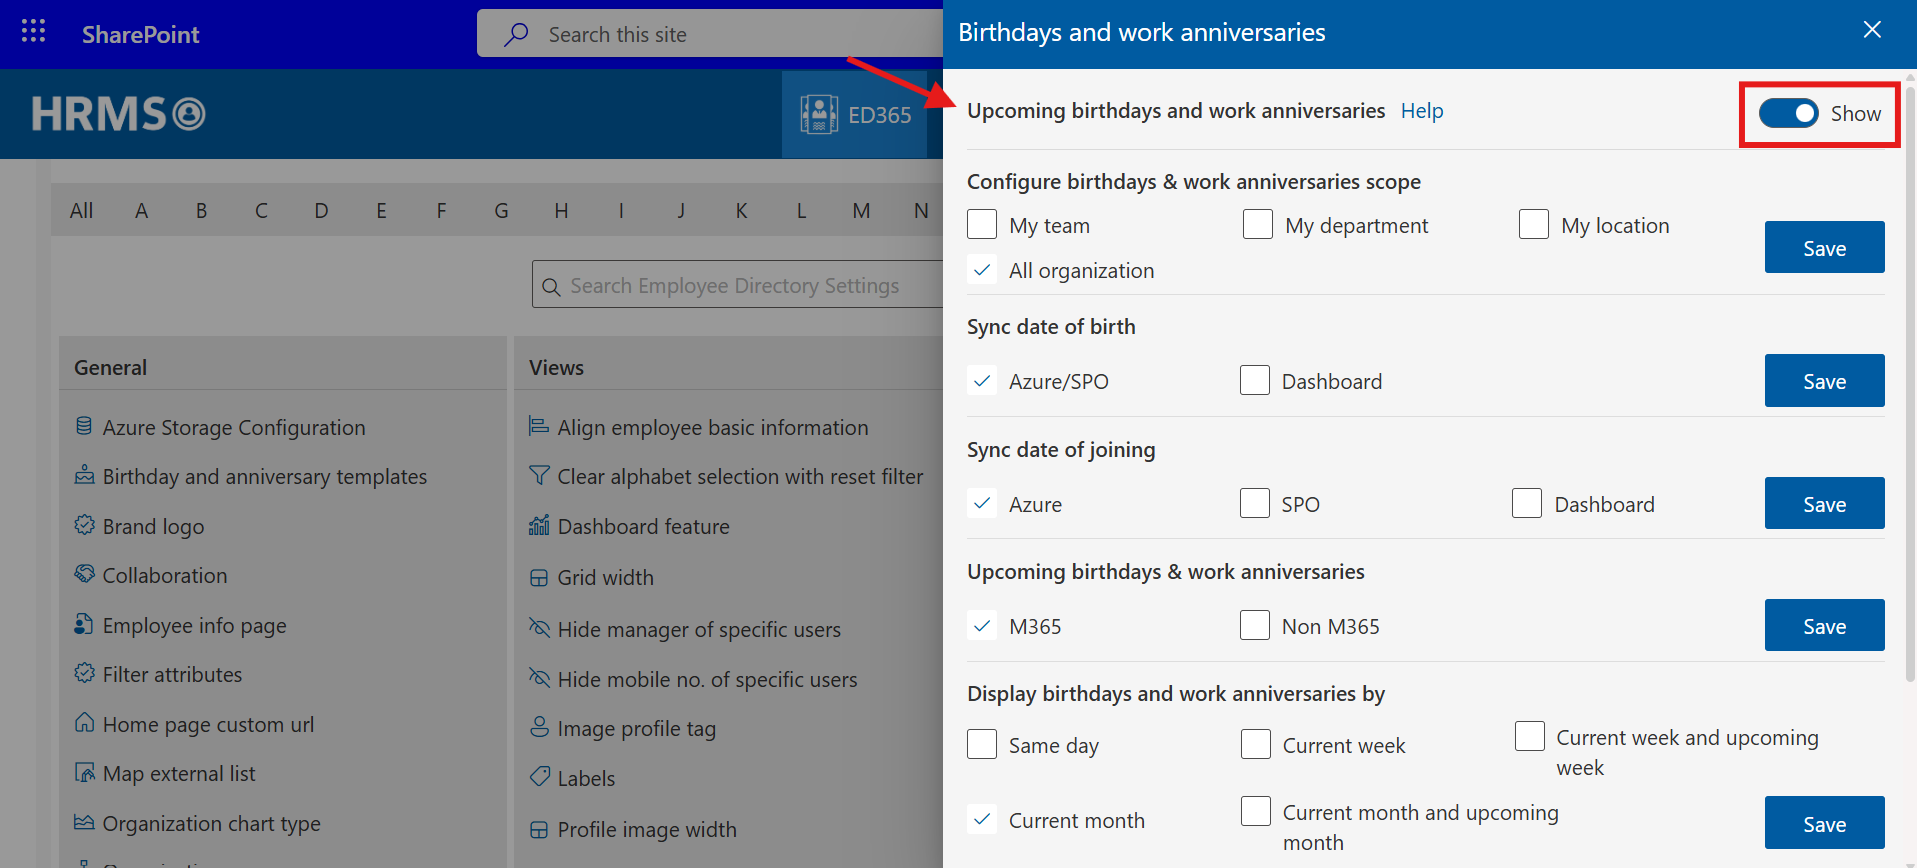 SharePoint
Search this site
HRMS
ED365
All A B C D E F G H I J K L M N
Search Employee Directory Settings
General
Azure Storage Configuration
Birthday and anniversary templates
Brand logo
Collaboration
Employee info page
Filter attributes
Home page custom url
Map external list
Organization chart type
Views
Align employee basic information
Clear alphabet selection with reset filter
Dashboard feature
Grid width
Hide manager of specific users
Hide mobile no. of specific users
Image profile tag
Labels
Profile image width
Birthdays and work anniversaries
Upcoming birthdays and work anniversaries Help
Show
Configure birthdays & work anniversaries scope
My team My department My location
All organization
Save
Sync date of birth
Azure/SPO Dashboard
Save
Sync date of joining
Azure SPO Dashboard
Save
Upcoming birthdays & work anniversaries
M365 Non M365
Save
Display birthdays and work anniversaries by
Same day Current week
Current week and upcoming
week
Current month
Current month and upcoming
month
Save